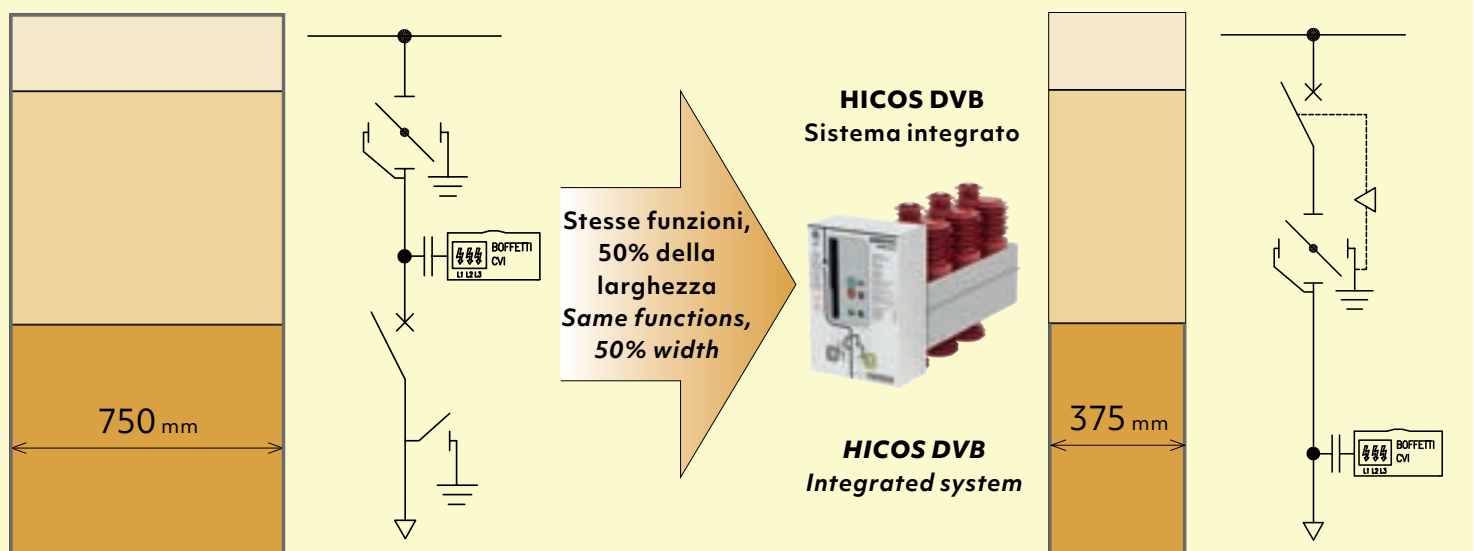 750 mm
BOFFETTI
CVI
L1 L2 L3
Stesse funzioni,
50% della
larghezza
Same functions,
50% width
HICOS DVB
Sistema integrato
HICOS DVB
Integrated system
375 mm
BOFFETTI
CVI
L1 L2 L3